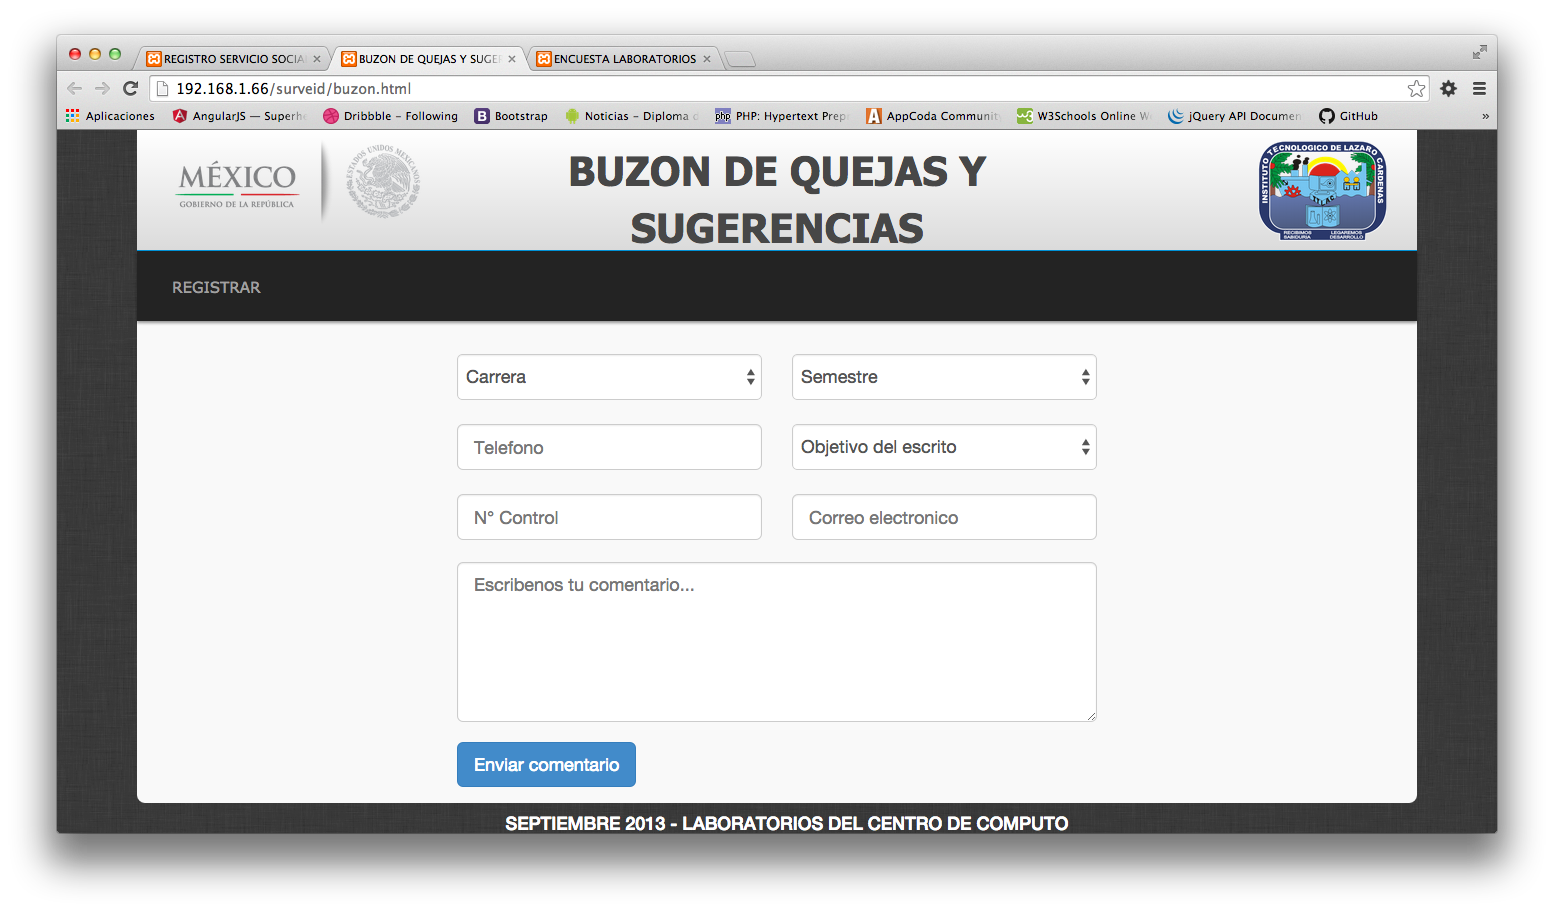 REGISTRO SERVICIO SOCIA
BUZON DE QUEJAS Y SUGE
ENCUESTA LABORATORIOS
192.168.1.66/surveid/buzon.html
Aplicaciones
AngularJS — Superhe
Dribbble - Following
B Bootstrap
Noticias - Diploma d
php PHP: Hypertext Prep
AppCoda Communit
W3Schools Online W
jQuery API Documen
GitHub
»
MÉXICO
GOBIERNO DE LA REPÚBLICA
ESTADOS UNIDOS MEXICANOS
BUZON DE QUEJAS Y
SUGERENCIAS
INSTITUTO TECNOLOGICO DE LAZARO CARDENAS
ITLAC
RECIBIMOS SABIDURIA
LEGAREMOS DESARROLLO
REGISTRAR
Carrera
Semestre
Telefono
Objetivo del escrito
N° Control
Correo electronico
Escribenos tu comentario...
Enviar comentario
SEPTIEMBRE 2013 - LABORATORIOS DEL CENTRO DE COMPUTO